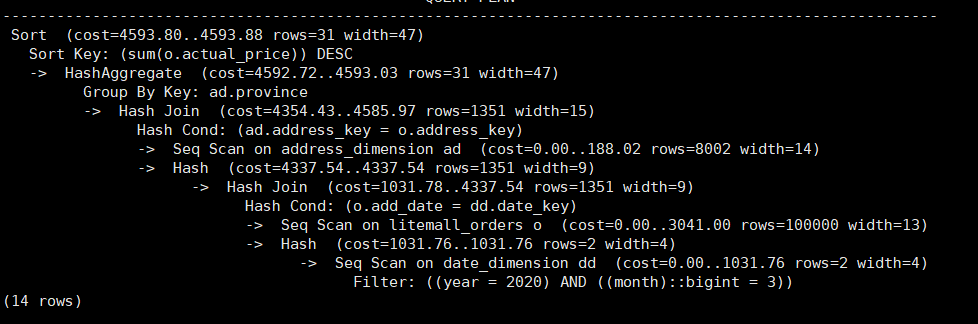 QUERY PLAN
--------------------------------------------------------------------------------------------------------
Sort  (cost=4593.80..4593.88 rows=31 width=47)
  Sort Key: (sum(o.actual_price)) DESC
  ->  HashAggregate  (cost=4592.72..4593.03 rows=31 width=47)
        Group By Key: ad.province
        ->  Hash Join  (cost=4354.43..4585.97 rows=1351 width=15)
              Hash Cond: (ad.address_key = o.address_key)
              ->  Seq Scan on address_dimension ad  (cost=0.00..188.02 rows=8002 width=14)
              ->  Hash  (cost=4337.54..4337.54 rows=1351 width=9)
                    ->  Hash Join  (cost=1031.78..4337.54 rows=1351 width=9)
                          Hash Cond: (o.add_date = dd.date_key)
                          ->  Seq Scan on litemall_orders o  (cost=0.00..3041.00 rows=100000 width=13)
                          ->  Hash  (cost=1031.76..1031.76 rows=2 width=4)
                                ->  Seq Scan on date_dimension dd  (cost=0.00..1031.76 rows=2 width=4)
                                      Filter: ((year = 2020) AND ((month)::bigint = 3))
(14 rows)